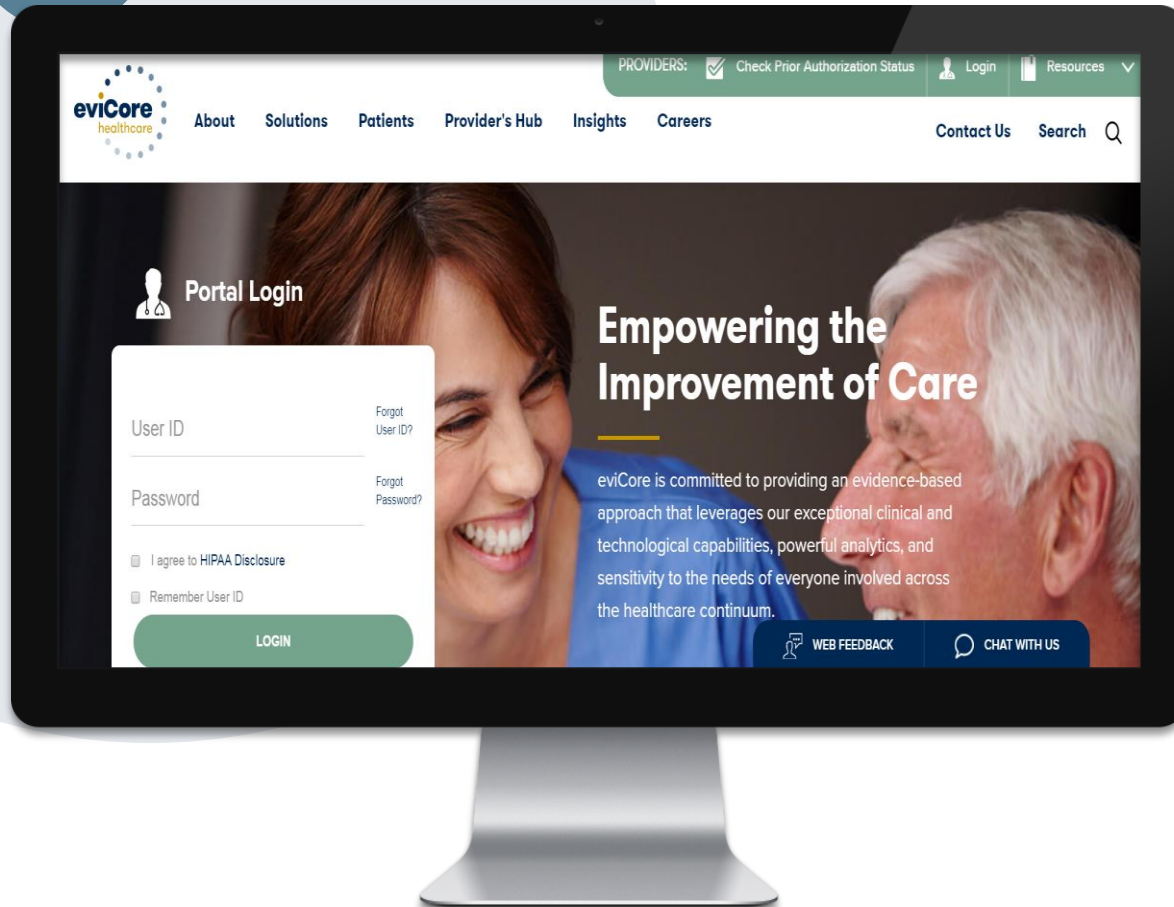 PROVIDERS: Check Prior Authorization Status Login Resources
eviCore
healthcare
About Solutions Patients Provider's Hub Insights Careers
Contact Us Search
Portal Login
User ID
Forgot
User ID?
Password
Forgot
Password?
I agree to HIPAA Disclosure
Remember User ID
LOGIN
Empowering the
Improvement of Care
eviCore is committed to providing an evidence-based
approach that leverages our exceptional clinical and
technological capabilities, powerful analytics, and
sensitivity to the needs of everyone involved across
the healthcare continuum.
WEB FEEDBACK CHAT WITH US